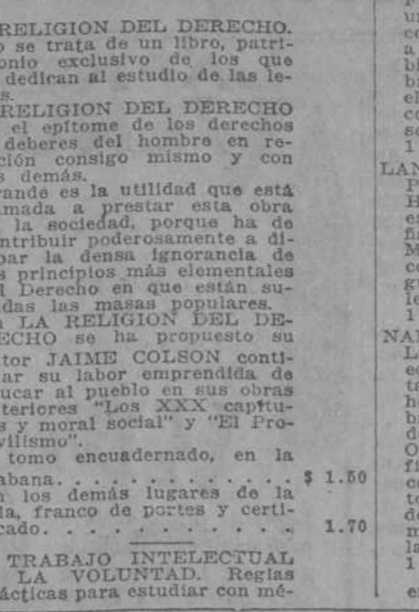 RELIGION DEL DERECHO.
o se trata de un libro, patri-
onio exclusivo de los que
dedican al estudio de las le-
s.
RELIGION DEL DERECHO
el epítome de los derechos
deberes del hombre en re-
ción consigo mismo y con
s demás.
rande es la utilidad que está
amada a prestar esta obra
la sociedad, porque ha de
ntribuir poderosamente a di-
par la densa ignorancia de
s principios más elementales
l Derecho en que están su-
das las masas populares.
LA RELIGION DEL DE-
ECHO se ha propuesto su
tor JAIME COLSON conti-
ar su labor emprendida de
ucar al pueblo en sus obras
teriores "Los XXX capítu-
s y moral social" y "El Pro-
vilismo".
tomo encuadernado, en la
abana. . . . . . . . . . . $ 1.50
n los demás lugares de la
la, franco de portes y certi-
cado. . . . . . . . . . . 1.70
TRABAJO INTELECTUAL
LA VOLUNTAD. Reglas
ácticas para estudiar con mé-
LAN
NAD